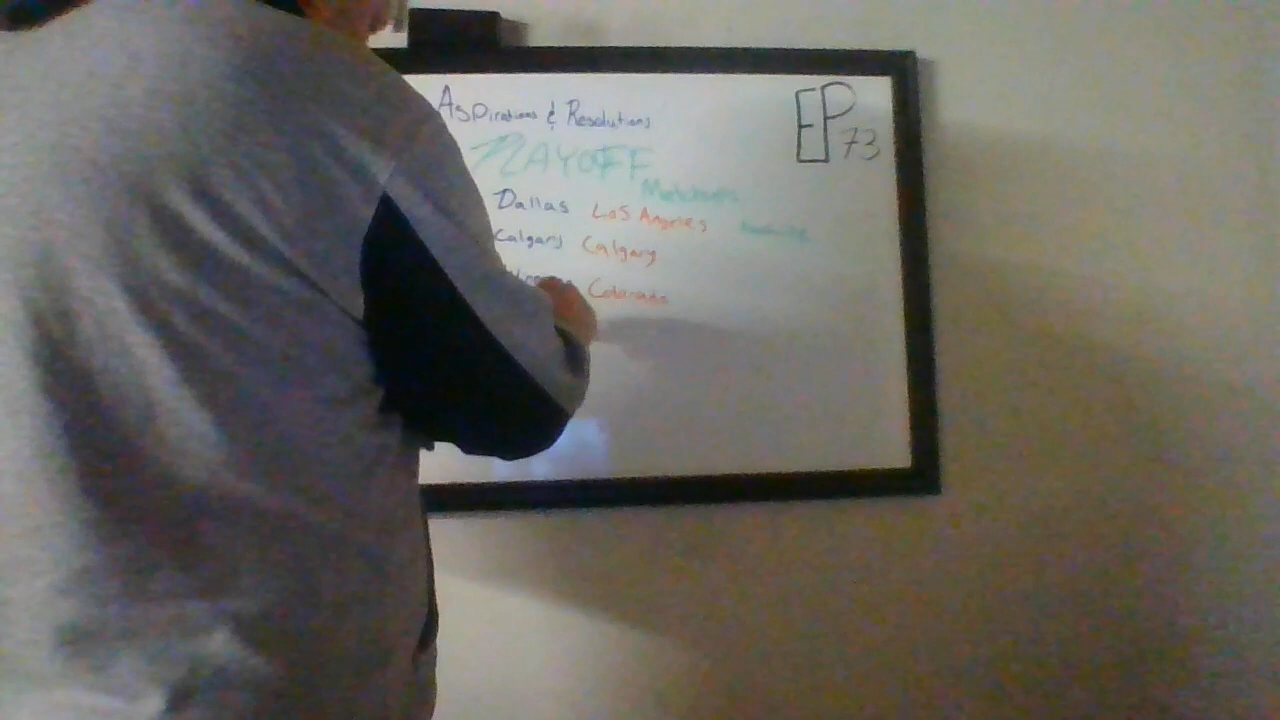 Aspirations & Resolutions
EP 73
PLAYOFF
Matchups
Dallas Los Angeles
Calgary Calgary
Colorado